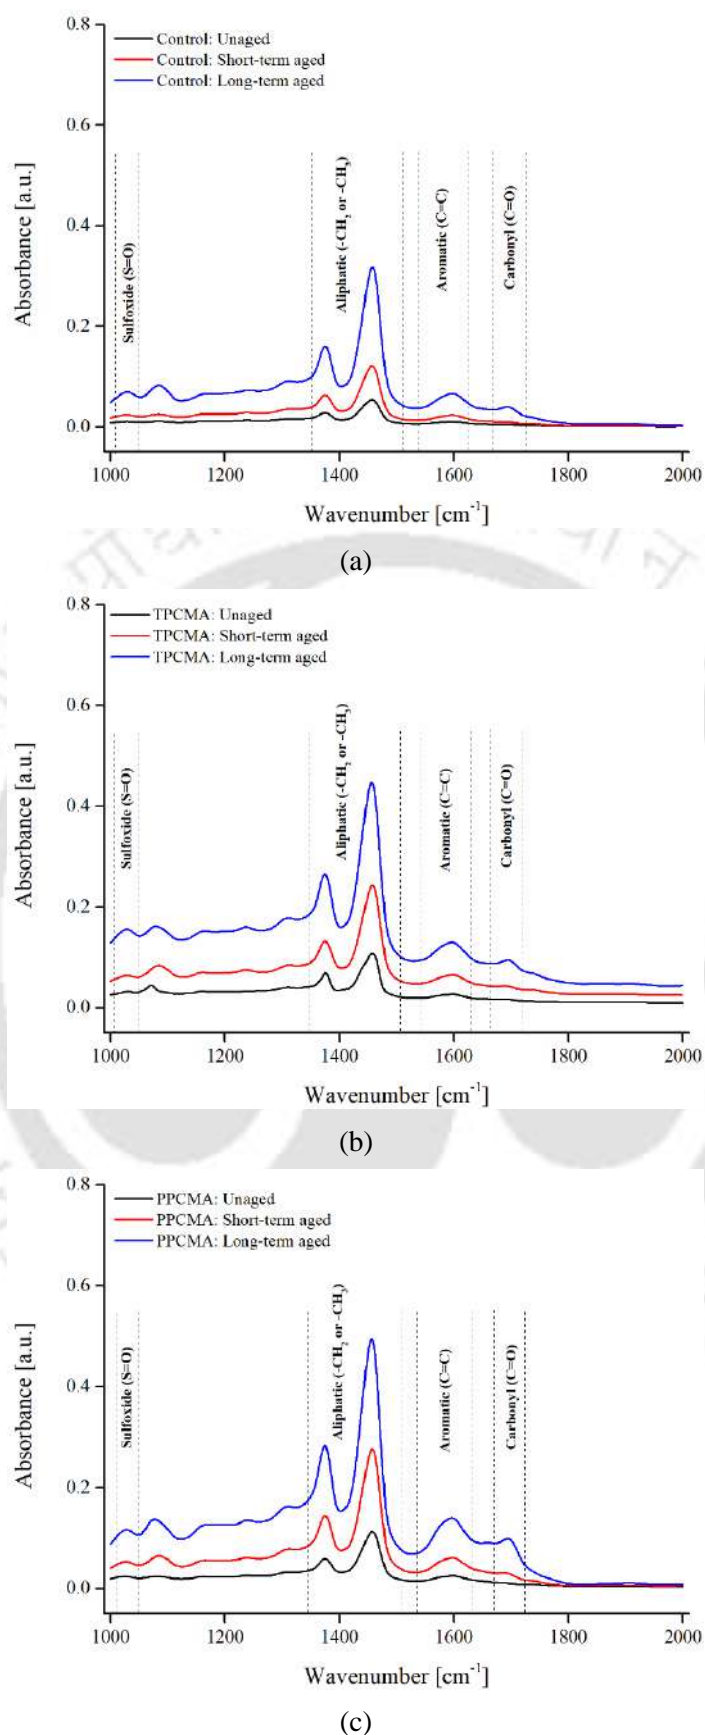 Control: Unaged
Control: Short-term aged
Control: Long-term aged
0.8
0.6
0.4
0.2
0.0
Absorbance [a.u.]
Sulfoxide (S=O)
Aliphatic (-CH₂ or -CH₃)
Aromatic (C=C)
Carbonyl (C=O)
1000 1200 1400 1600 1800 2000
Wavenumber [cm⁻¹]
(a)
TPCMA: Unaged
TPCMA: Short-term aged
TPCMA: Long-term aged
0.8
0.6
0.4
0.2
0.0
Absorbance [a.u.]
Sulfoxide (S=O)
Aliphatic (-CH₂ or -CH₃)
Aromatic (C=C)
Carbonyl (C=O)
1000 1200 1400 1600 1800 2000
Wavenumber [cm⁻¹]
(b)
PPCMA: Unaged
PPCMA: Short-term aged
PPCMA: Long-term aged
0.8
0.6
0.4
0.2
0.0
Absorbance [a.u.]
Sulfoxide (S=O)
Aliphatic (-CH₂ or -CH₃)
Aromatic (C=C)
Carbonyl (C=O)
1000 1200 1400 1600 1800 2000
Wavenumber [cm⁻¹]
(c)